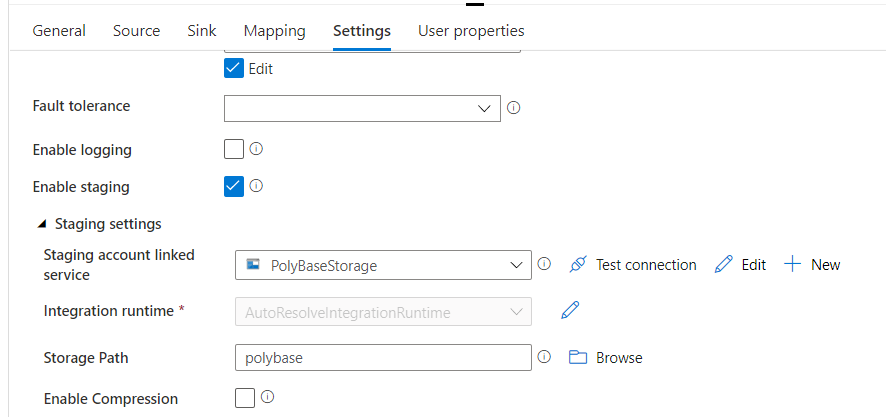 General Source Sink Mapping Settings User properties
Edit
Fault tolerance
Enable logging
Enable staging
Staging settings
Staging account linked
service
PolyBaseStorage Test connection Edit New
Integration runtime * AutoResolveIntegrationRuntime
Storage Path polybase Browse
Enable Compression